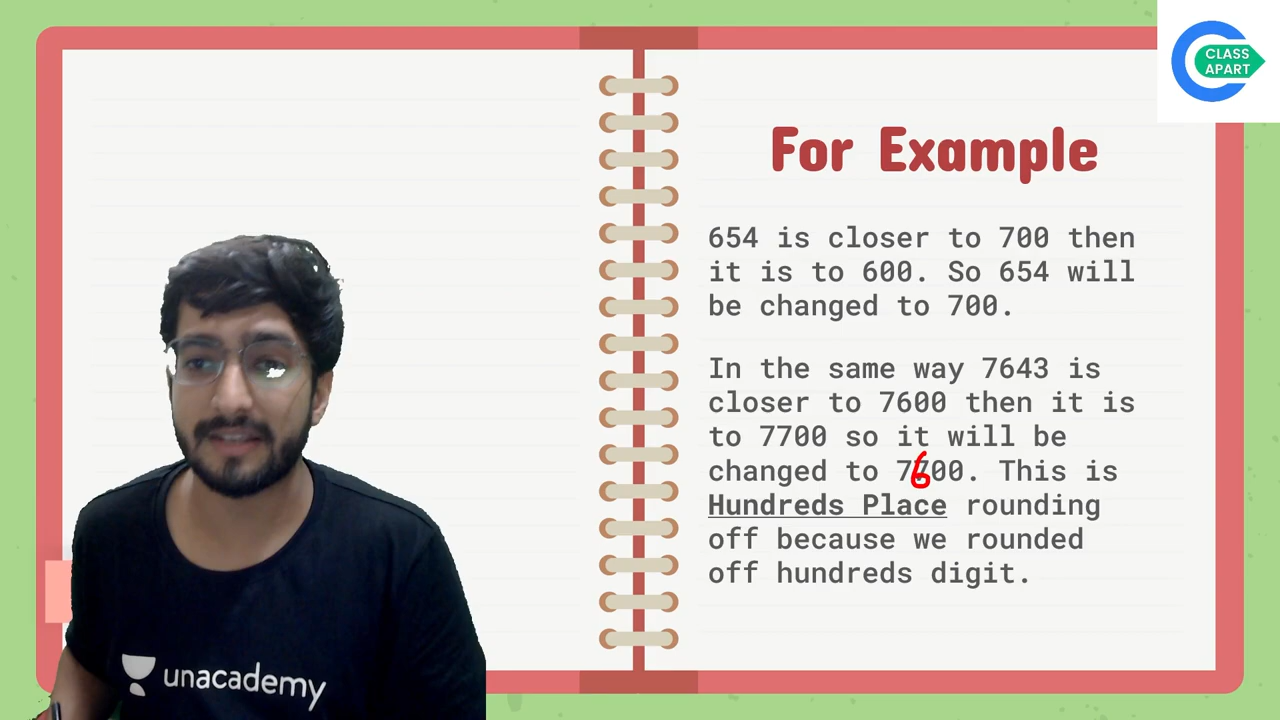 CLASS
APART
For Example
654 is closer to 700 then
it is to 600. So 654 will
be changed to 700.
In the same way 7643 is
closer to 7600 then it is
to 7700 so it will be
changed to 7700. This is
6
Hundreds Place rounding
off because we rounded
off hundreds digit.
unacademy